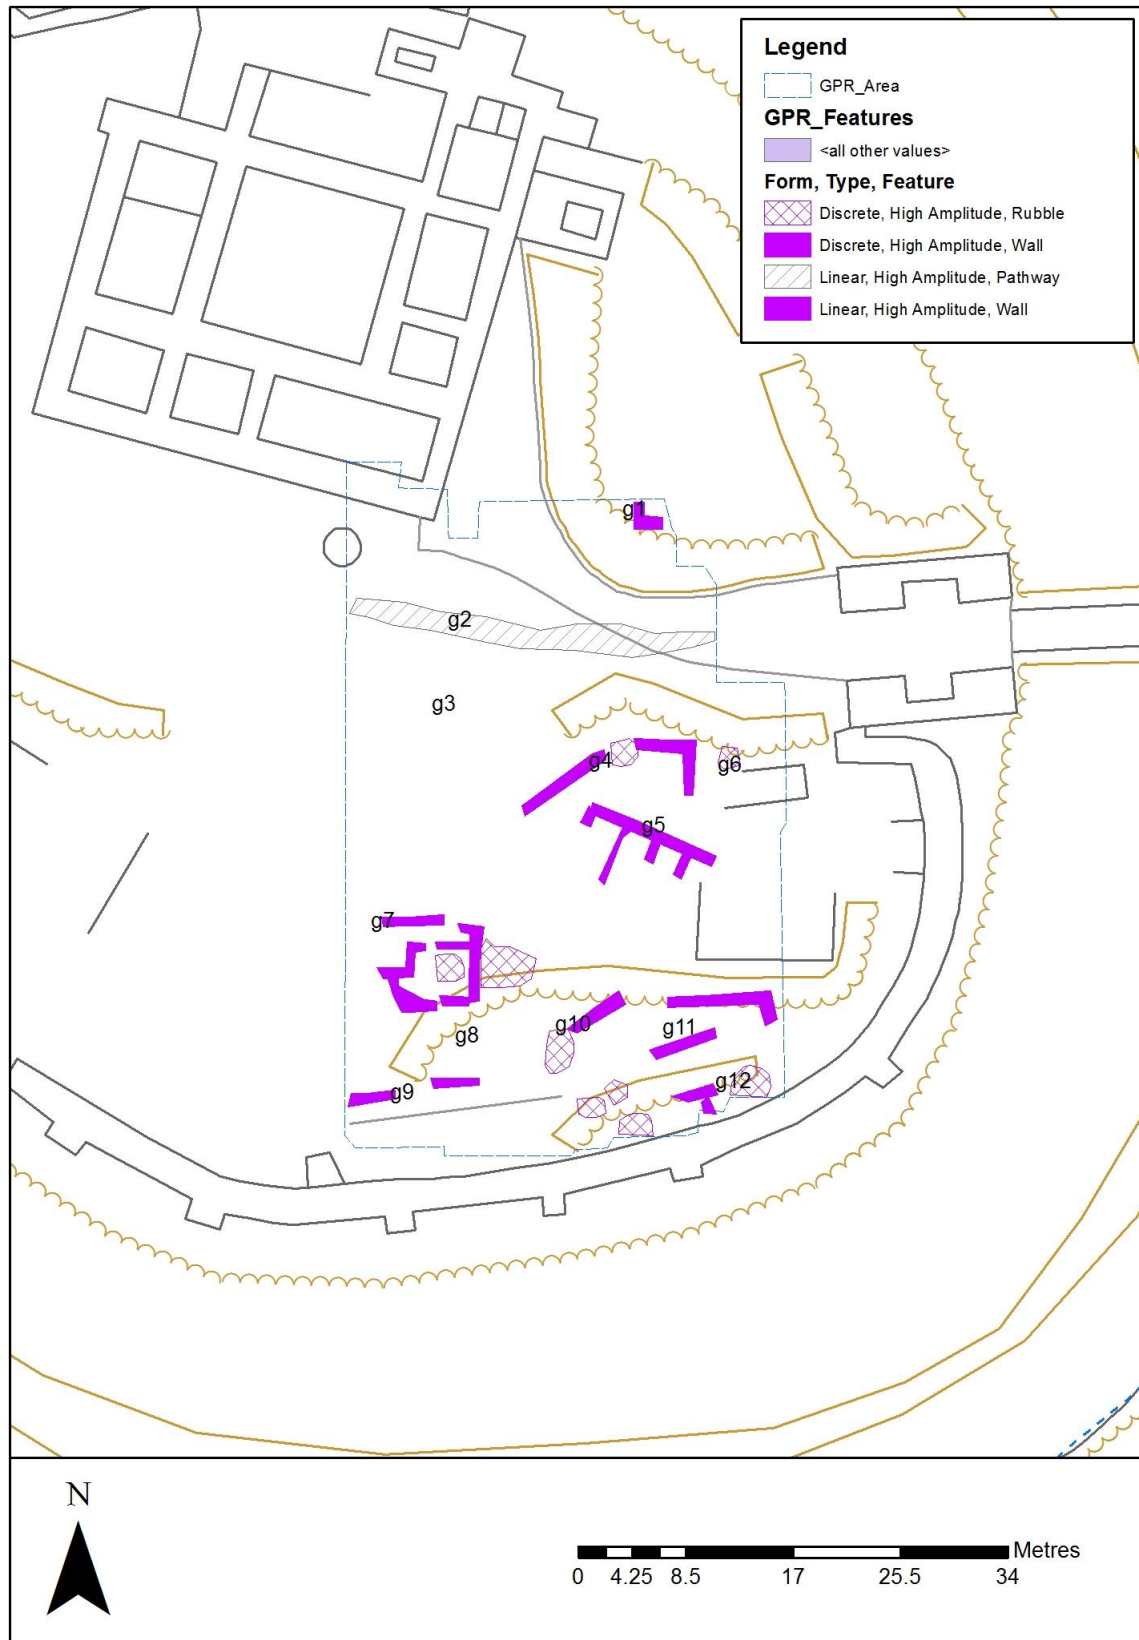 Legend
GPR_Area
GPR_Features
<all other values>
Form, Type, Feature
Discrete, High Amplitude, Rubble
Discrete, High Amplitude, Wall
Linear, High Amplitude, Pathway
Linear, High Amplitude, Wall
g1
g2
g3
g4
g6
g5
g7
g10
g11
g8
g12
g9
N
Metres
0 4.25 8.5 17 25.5 34